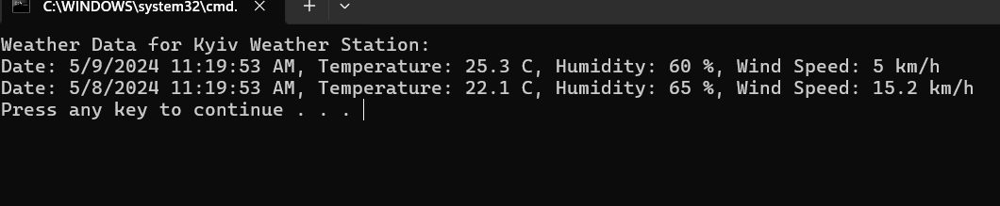 C:\WINDOWS\system32\cmd.
Weather Data for Kyiv Weather Station:
Date: 5/9/2024 11:19:53 AM, Temperature: 25.3 C, Humidity: 60 %, Wind Speed: 5 km/h
Date: 5/8/2024 11:19:53 AM, Temperature: 22.1 C, Humidity: 65 %, Wind Speed: 15.2 km/h
Press any key to continue . . .